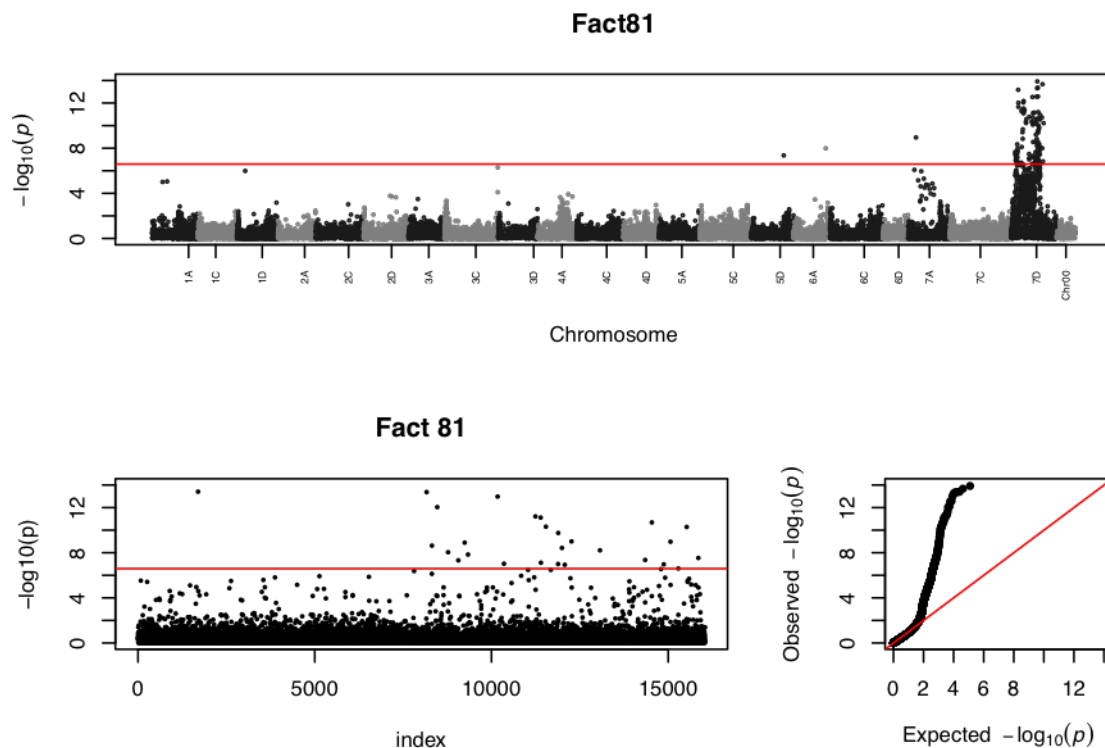 Fact81
−log10(p)
0 4 8 12
1A 1C 1D 2A 2C 2D 3A 3C 3D 4A 4C 4D 5A 5C 5D 6A 6C 6D 7A 7C 7D Chr00
Chromosome
Fact 81
-log10(p)
0 4 8 12
0 5000 10000 15000
index
Observed −log10(p)
0 4 8 12
0 2 4 6 8 12
Expected −log10(p)